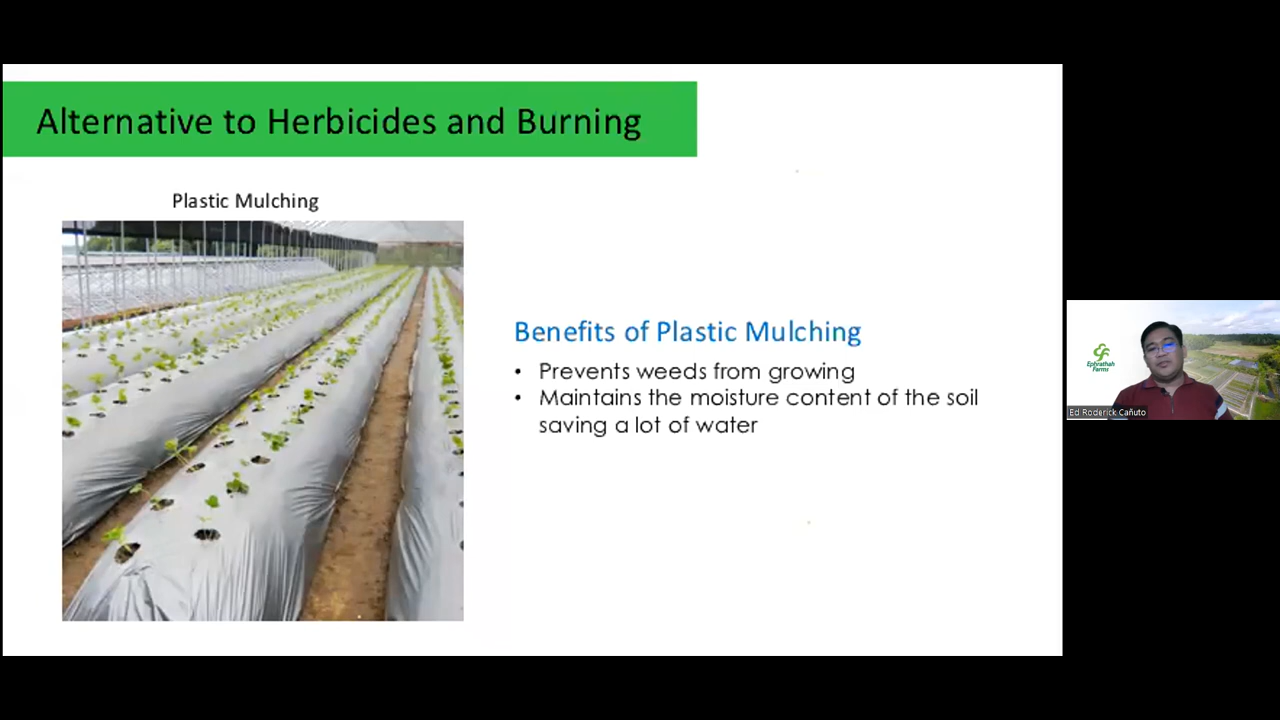 Alternative to Herbicides and Burning
Plastic Mulching
Benefits of Plastic Mulching
• Prevents weeds from growing
• Maintains the moisture content of the soil
saving a lot of water
Ephrathah
Farms
Ed Roderick Cañuto